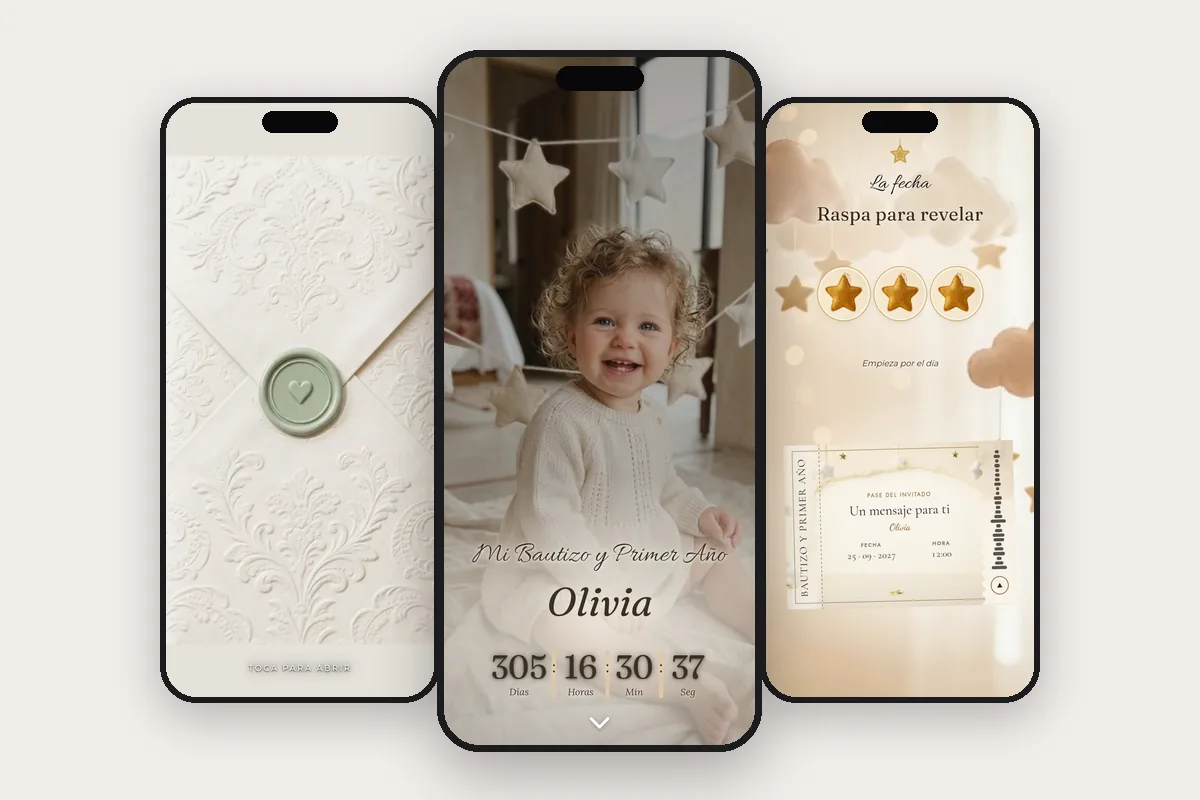 TOCA PARA ABRIR
Mi Bautizo y Primer Año
Olivia
305 : 16 : 30 : 37
Días Horas Min Seg
La fecha
Raspa para revelar
Empieza por el día
BAUTIZO Y PRIMER AÑO
PASE DEL INVITADO
Un mensaje para ti
Olivia
FECHA HORA
25 · 09 · 2027 12:00